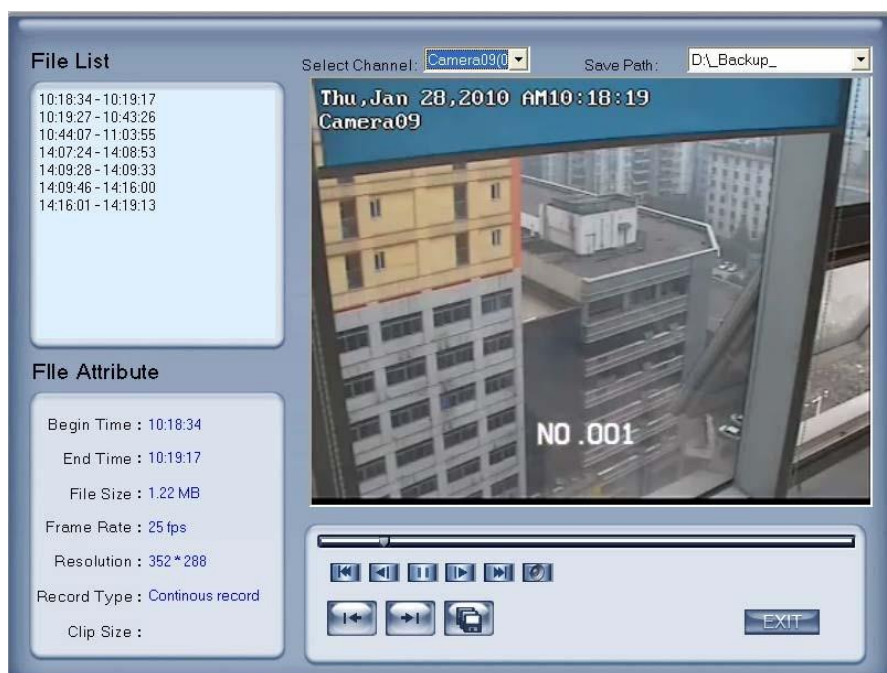 File List
Select Channel: Camera09(0
Save Path: D:\_Backup_
10:18:34 - 10:19:17
10:19:27 - 10:43:26
10:44:07 - 11:03:55
14:07:24 - 14:08:53
14:09:28 - 14:09:33
14:09:46 - 14:16:00
14:16:01 - 14:19:13
Thu,Jan 28,2010 AM10:18:19
Camera09
NO.001
FIle Attribute
Begin Time : 10:18:34
End Time : 10:19:17
File Size : 1.22 MB
Frame Rate : 25 fps
Resolution : 352 * 288
Record Type : Continous record
Clip Size :
EXIT